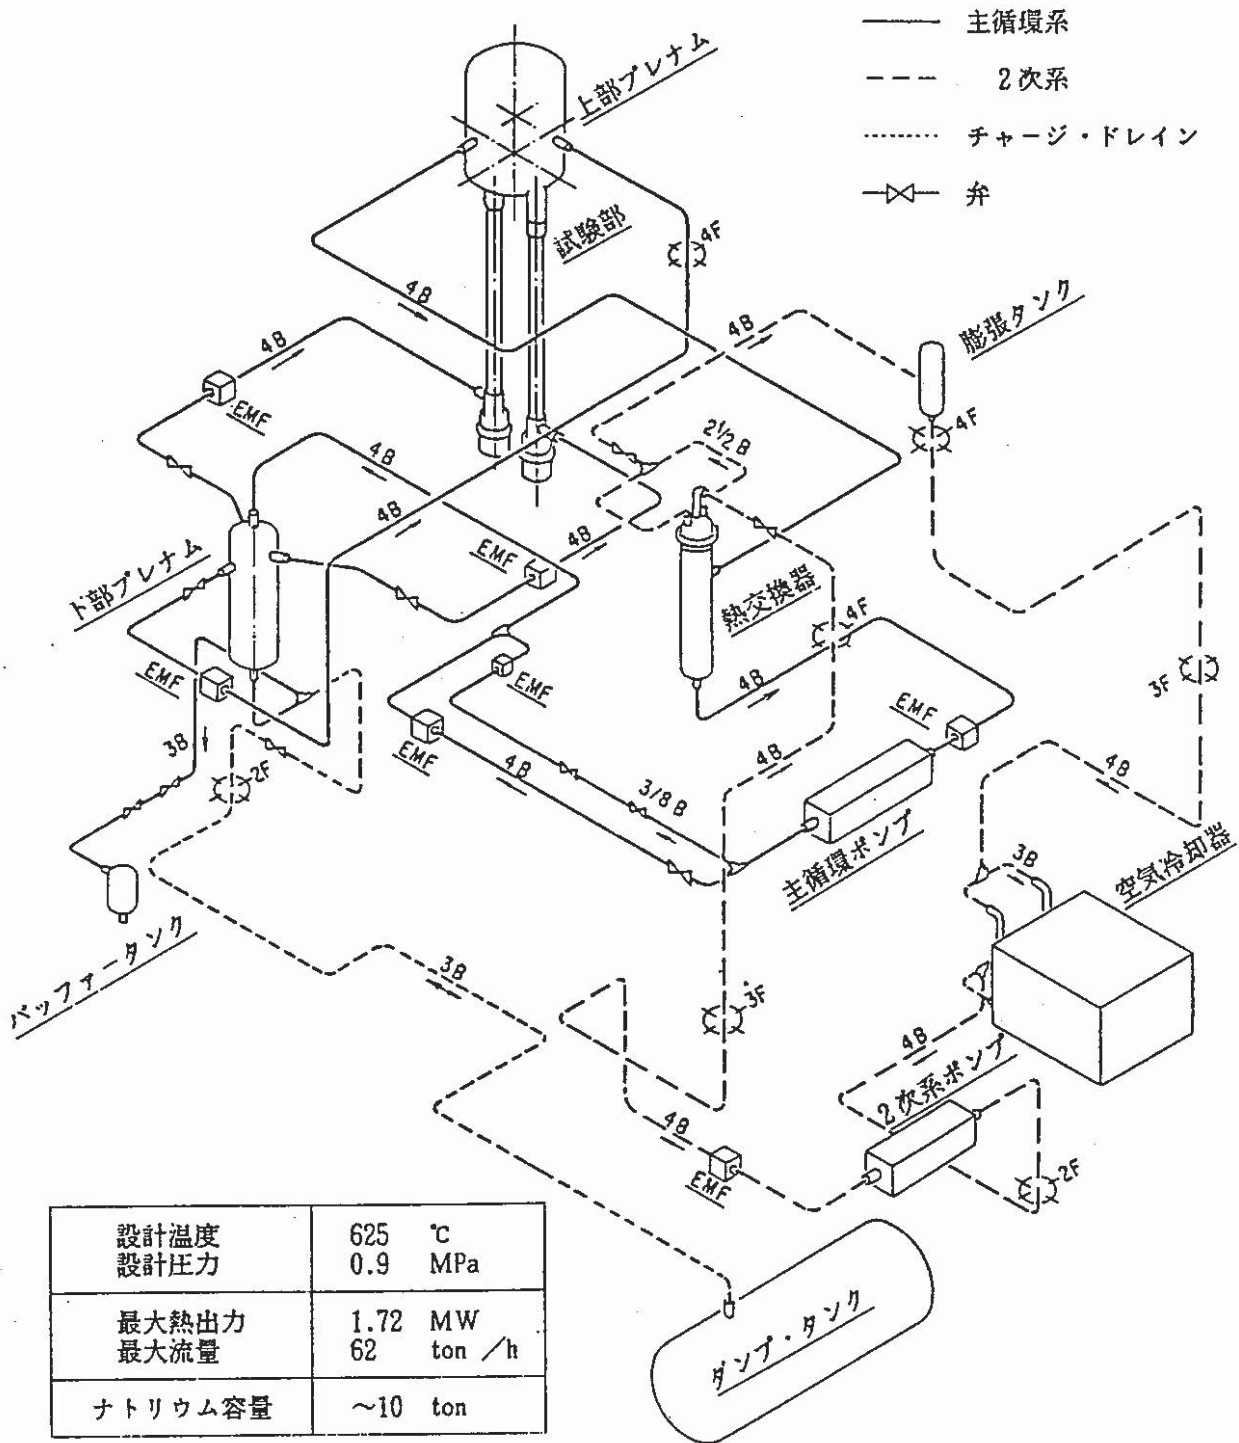 主循環系
2次系
チャージ・ドレイン
弁
上部プレナム
試験部
4F
4B
4B
4B
膨張タンク
4F
EMF
2½B
4B
4B
EMF
4B
下部プレナム
熱交換器
4F
EMF
EMF
4B
3F
EMF
EMF
3B
2F
4B
3/8B
4B
4B
主循環ポンプ
3B
空気冷却器
バッファータンク
3B
3F
4B
2次系ポンプ
4B
EMF
2F
ダンプ・タンク
設計温度 625 ℃
設計圧力 0.9 MPa
最大熱出力 1.72 MW
最大流量 62 ton/h
ナトリウム容量 ~10 ton